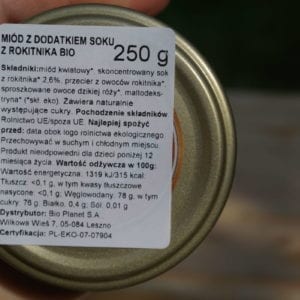 MIÓD Z DODATKIEM SOKU
Z ROKITNIKA BIO
250 g
Składniki:miód kwiatowy*, skoncentrowany sok
z rokitnika* 2,6%, przecier z owoców rokitnika*,
sproszkowane owoce dzikiej róży*, maltodeks-
tryna* (*skł. eko). Zawiera naturalnie
występujące cukry. Pochodzenie składników
Rolnictwo UE/spoza UE. Najlepiej spożyć
przed: data obok logo rolnictwa ekologicznego.
Przechowywać w suchym i chłodnym miejscu.
Produkt nieodpowiedni dla dzieci poniżej 12
miesiąca życia. Wartość odżywcza w 100g:
Wartość energetyczna: 1319 kJ/315 kcal.
Tłuszcz: <0,1 g, w tym kwasy tłuszczowe
nasycone: <0,1 g; Węglowodany: 78 g, w tym
cukry: 76 g; Białko, 0,4 g; Sól: 0,01 g
Dystrybutor: Bio Planet S.A.
Wilkowa Wieś 7, 05-084 Leszno
Certyfikacja: PL-EKO-07-07904